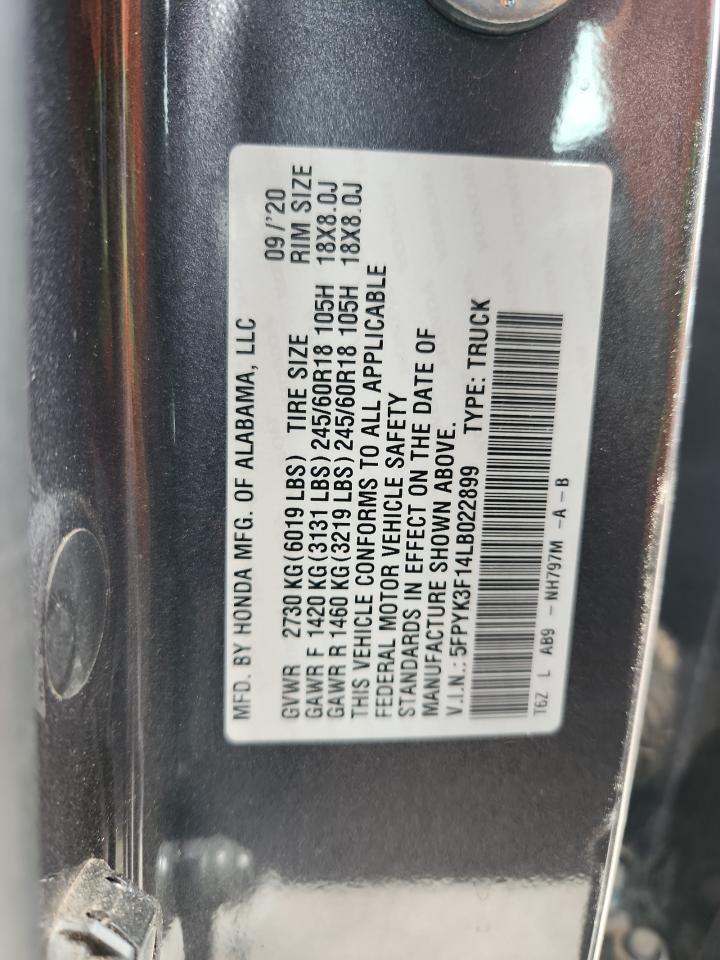 MFD. BY HONDA MFG. OF ALABAMA, LLC 09/'20
GVWR 2730 KG(6019 LBS) TIRE SIZE RIM SIZE
GAWR F 1420 KG(3131 LBS) 245/60R18 105H 18X8.0J
GAWR R 1460 KG(3219 LBS) 245/60R18 105H 18X8.0J
THIS VEHICLE CONFORMS TO ALL APPLICABLE
FEDERAL MOTOR VEHICLE SAFETY
STANDARDS IN EFFECT ON THE DATE OF
MANUFACTURE SHOWN ABOVE.
V.I.N.: 5FPYK3F14LB022899 TYPE: TRUCK
T6Z L AB9 - NH797M -A -B